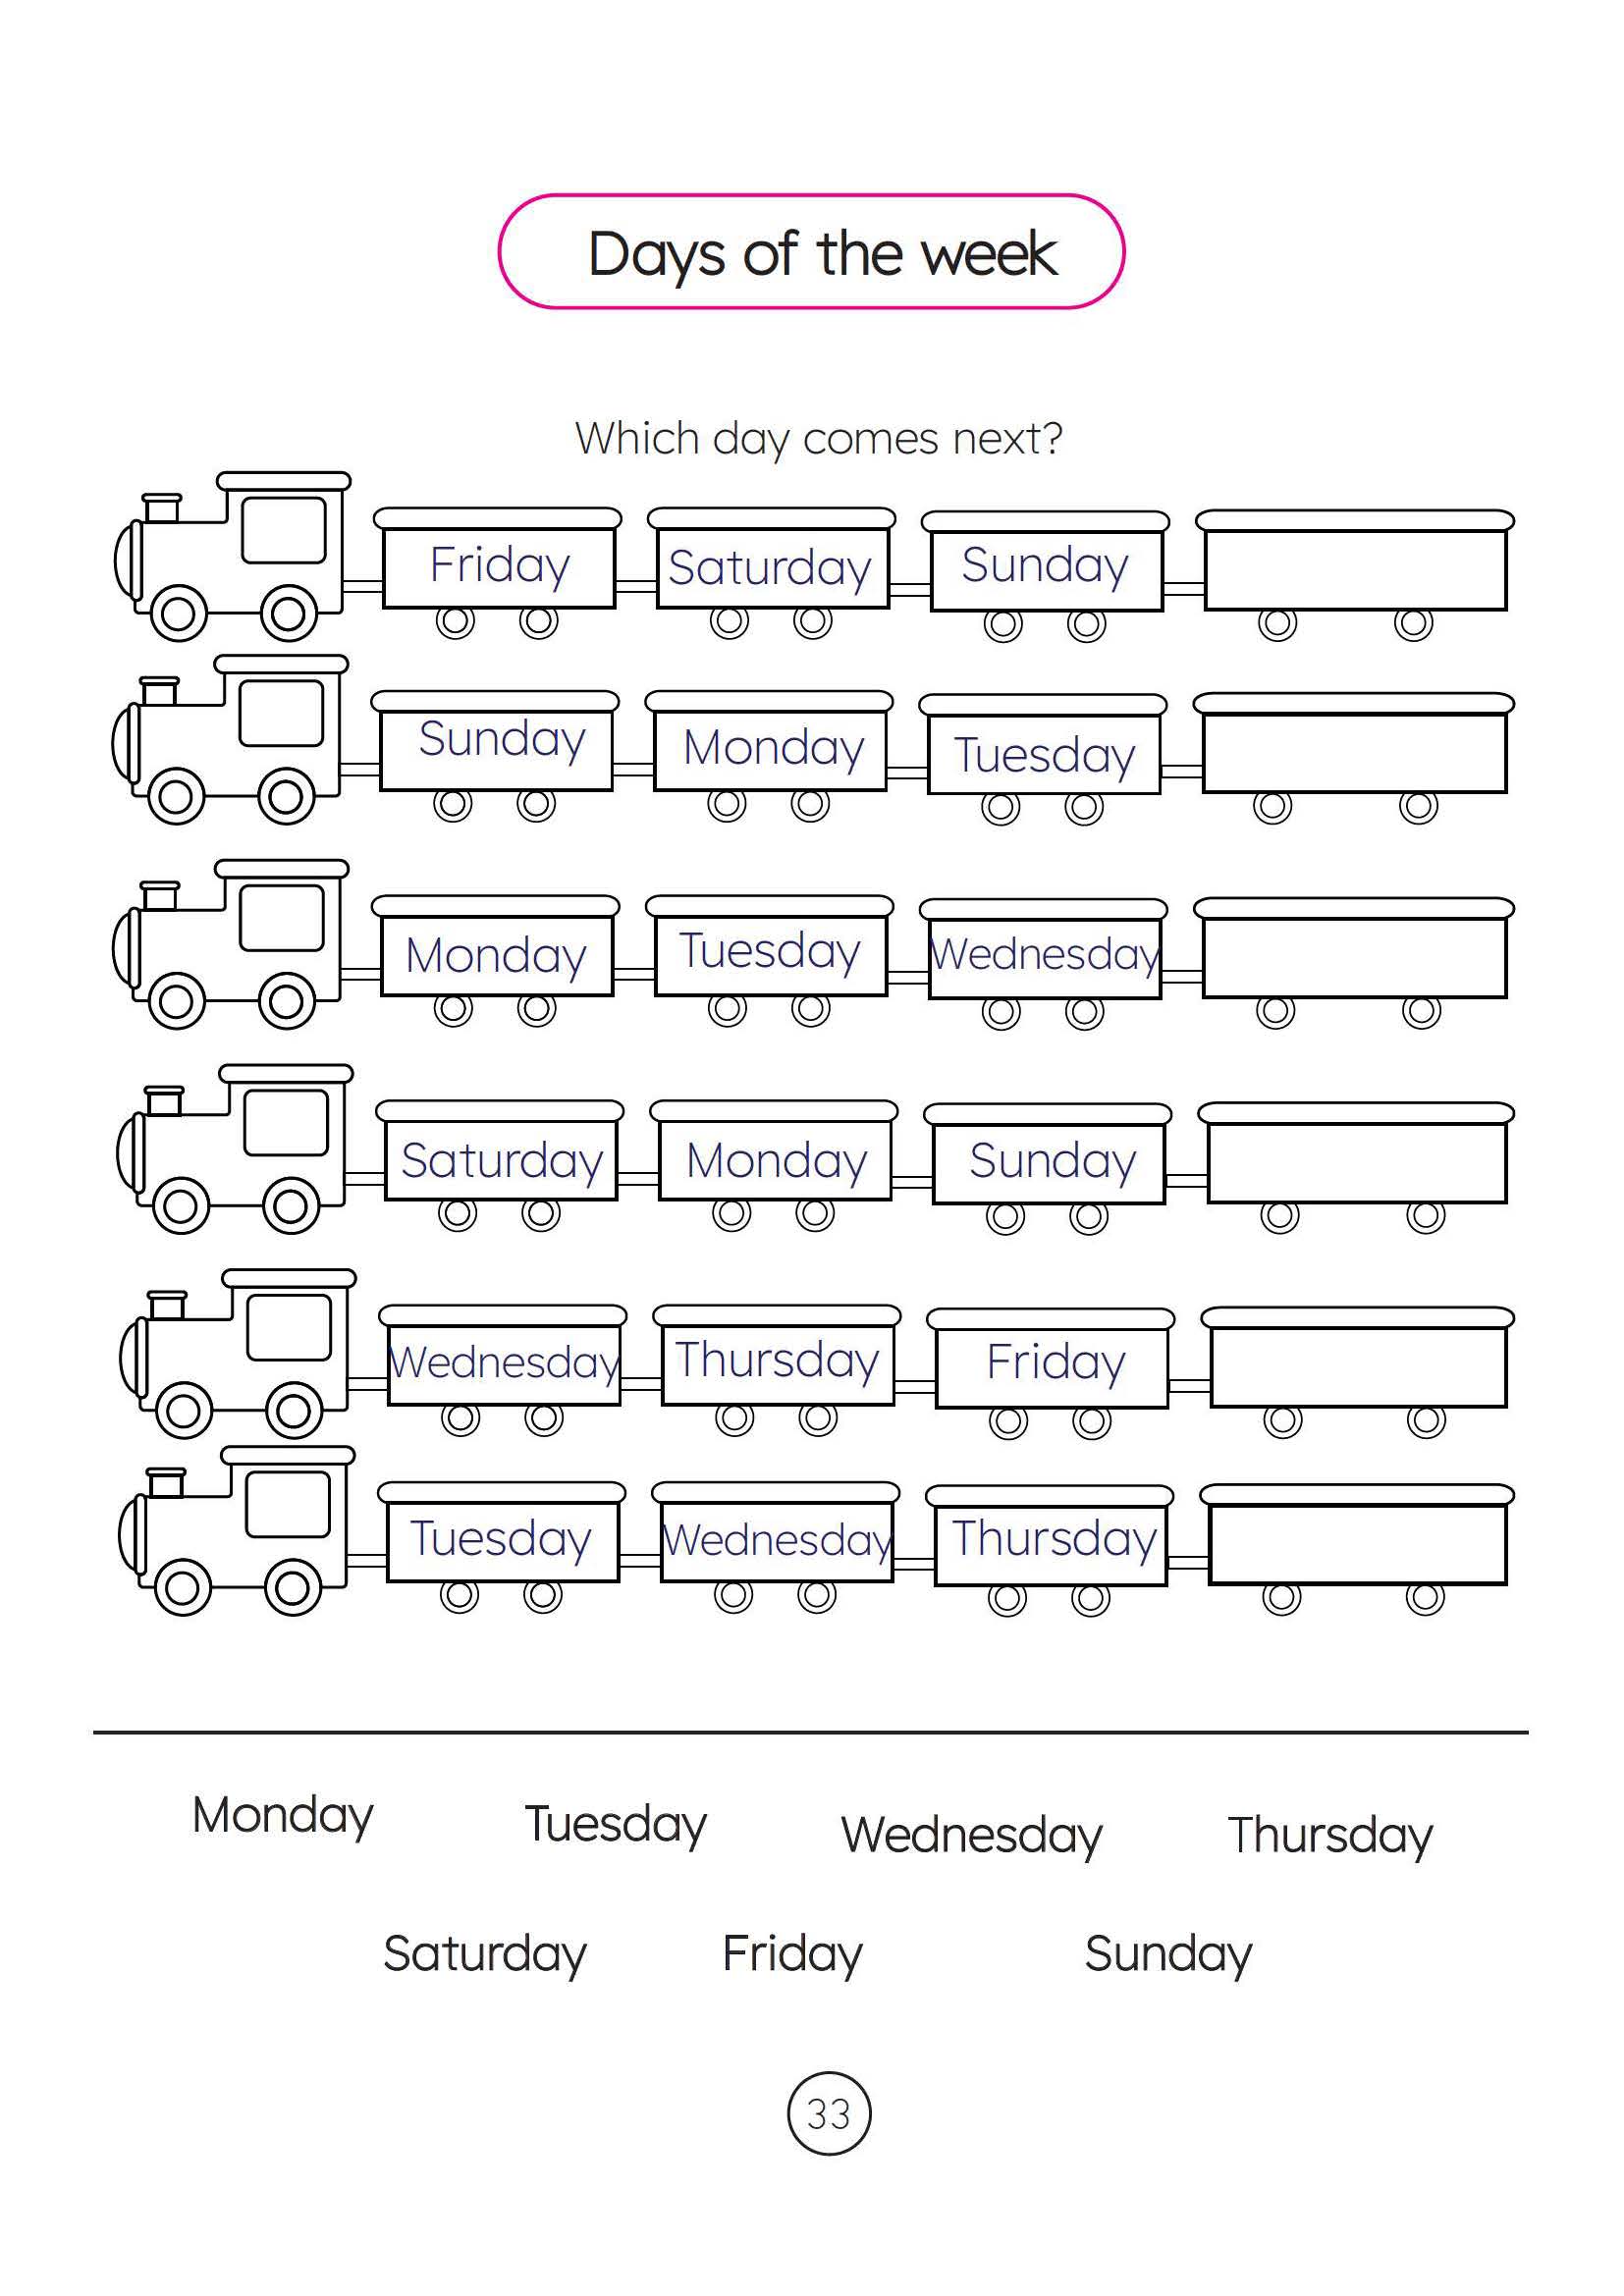 Days of the week
Which day comes next?
Friday Saturday Sunday
Sunday Monday Tuesday
Monday Tuesday Wednesday
Saturday Monday Sunday
Wednesday Thursday Friday
Tuesday Wednesday Thursday
Monday Tuesday Wednesday Thursday
Saturday Friday Sunday
33